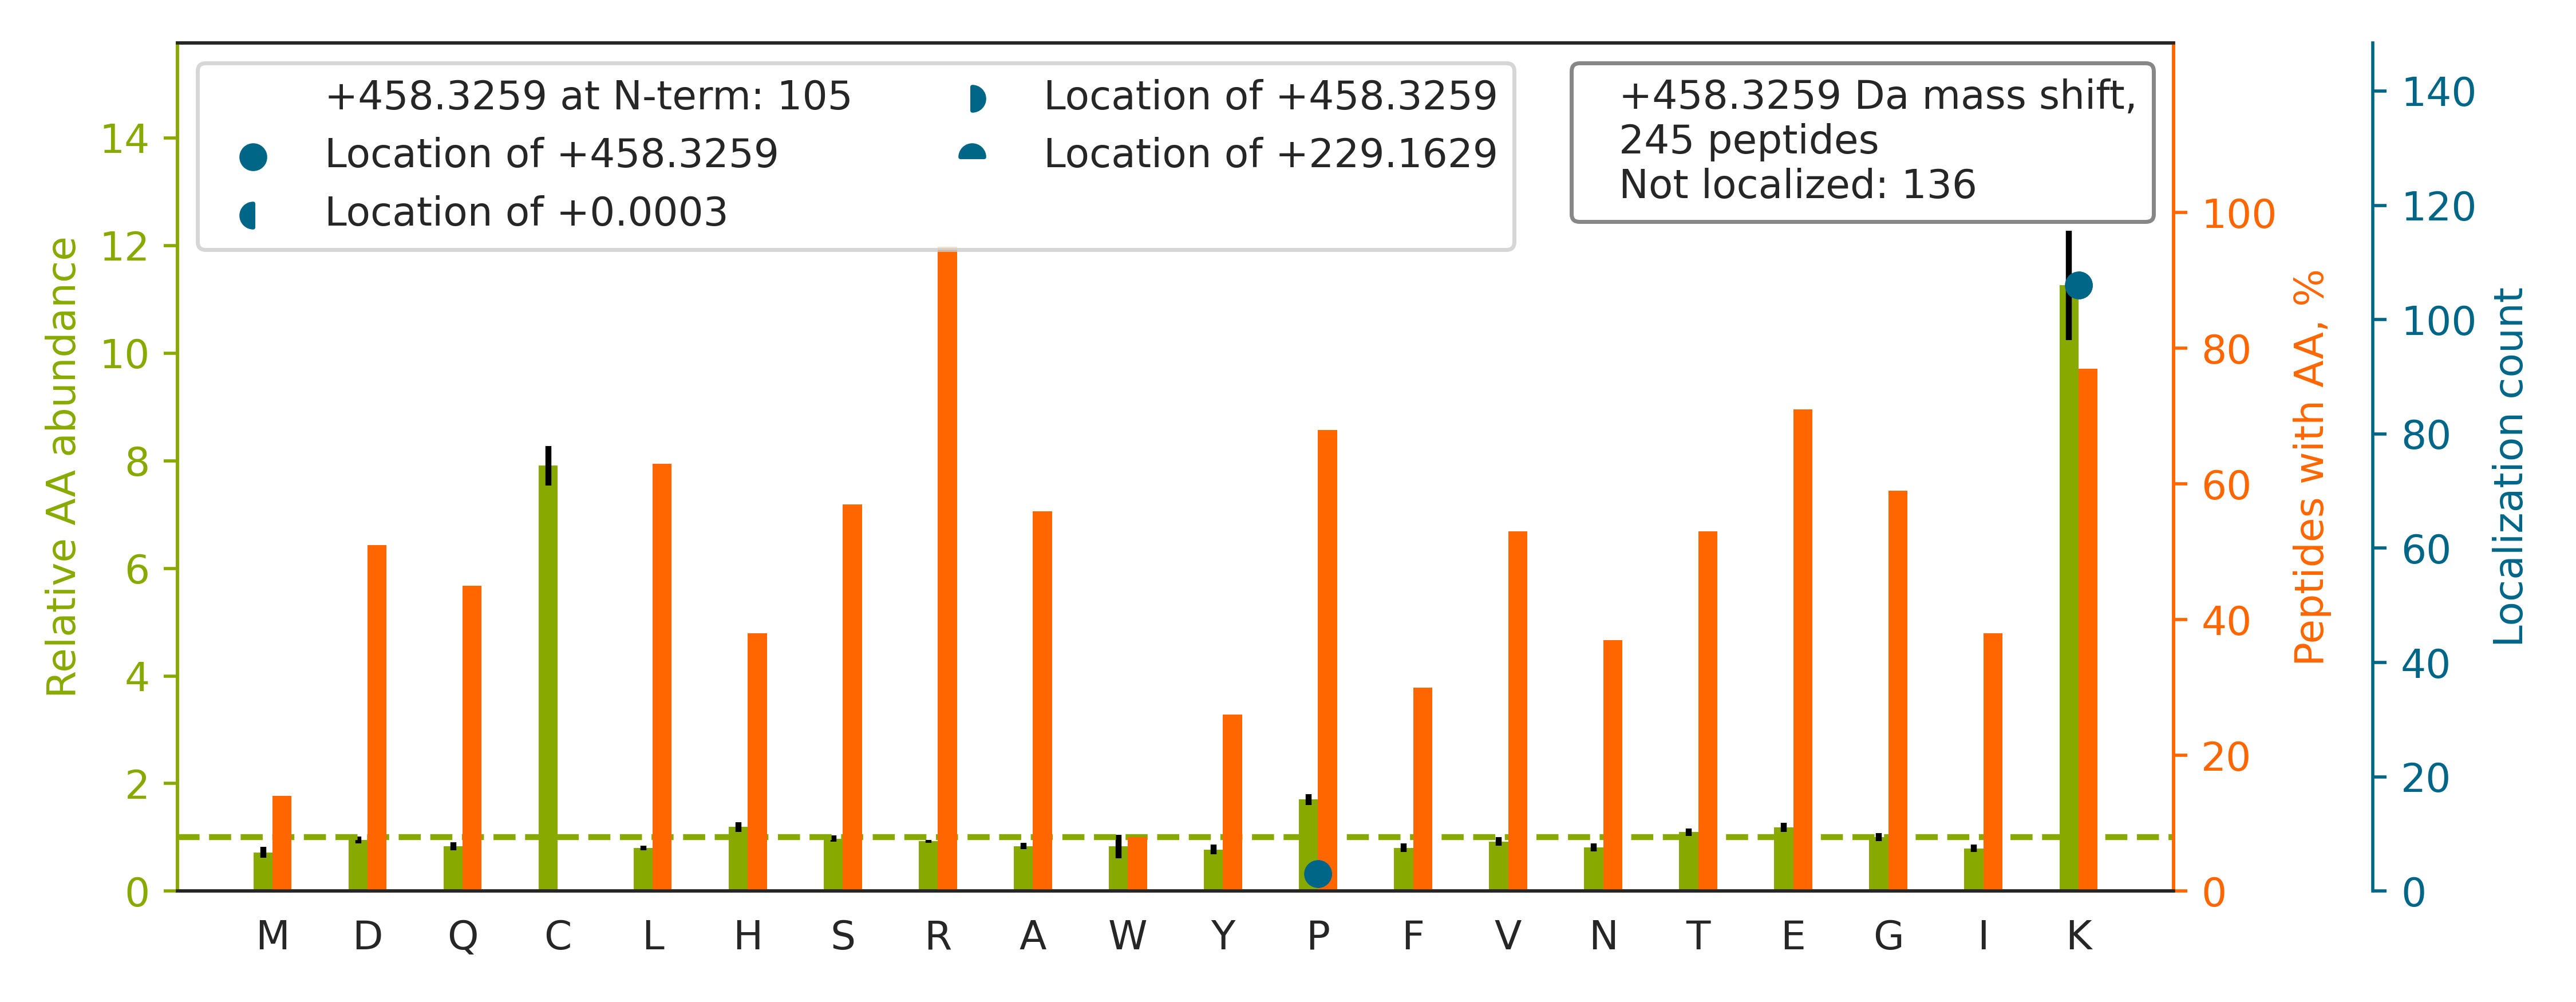 +458.3259 at N-term: 105
Location of +458.3259
Location of +0.0003
Location of +458.3259
Location of +229.1629
+458.3259 Da mass shift,
245 peptides
Not localized: 136
Relative AA abundance
14
12
10
8
6
4
2
0
100
80
60
40
20
0
Peptides with AA, %
140
120
100
80
60
40
20
0
Localization count
M D Q C L H S R A W Y P F V N T E G I K